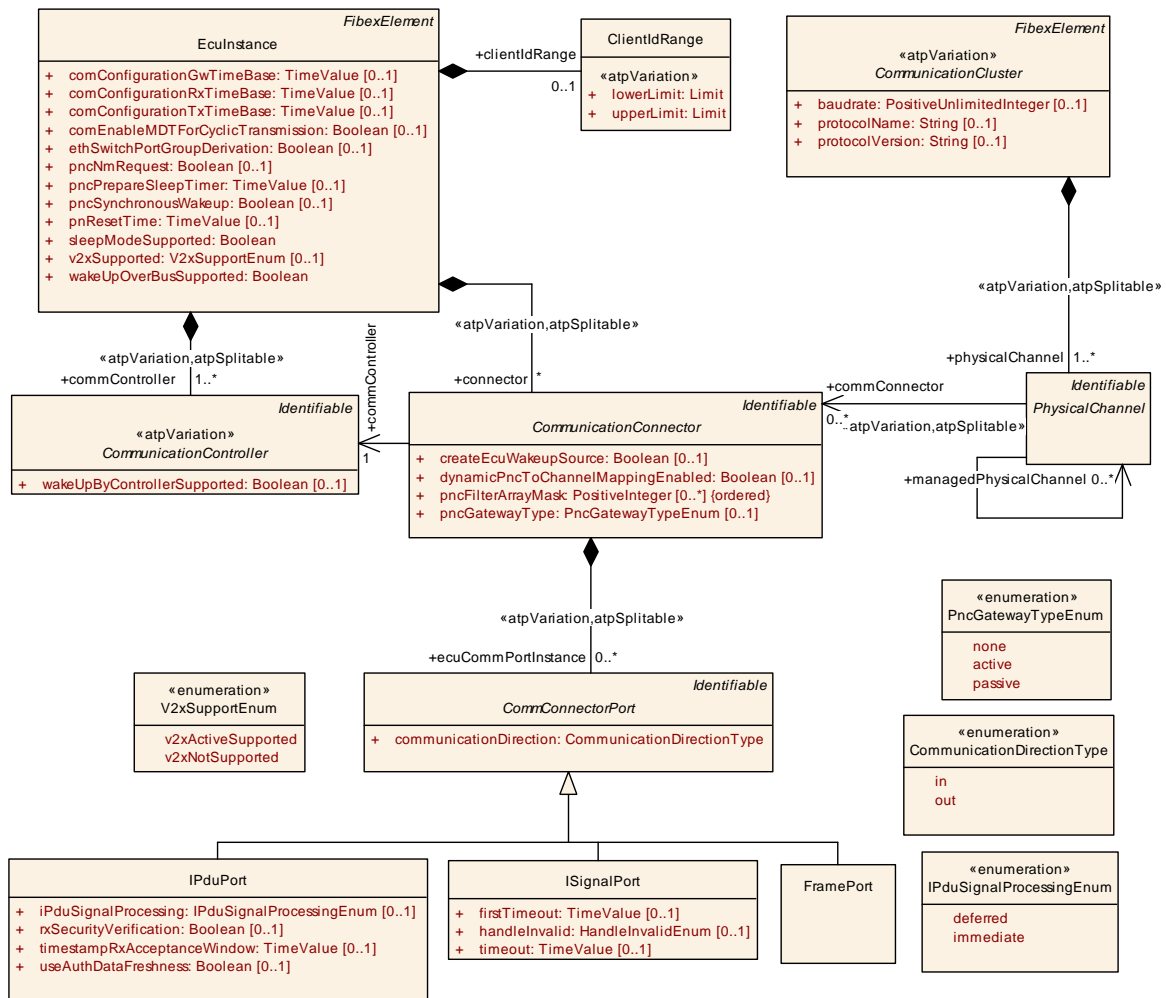 FibexElement
EcuInstance
+ comConfigurationGwTimeBase: TimeValue [0..1]
+ comConfigurationRxTimeBase: TimeValue [0..1]
+ comConfigurationTxTimeBase: TimeValue [0..1]
+ comEnableMDTForCyclicTransmission: Boolean [0..1]
+ ethSwitchPortGroupDerivation: Boolean [0..1]
+ pncNmRequest: Boolean [0..1]
+ pncPrepareSleepTimer: TimeValue [0..1]
+ pncSynchronousWakeup: Boolean [0..1]
+ pnResetTime: TimeValue [0..1]
+ sleepModeSupported: Boolean
+ v2xSupported: V2xSupportEnum [0..1]
+ wakeUpOverBusSupported: Boolean
+clientIdRange
0..1
ClientIdRange
«atpVariation»
+ lowerLimit: Limit
+ upperLimit: Limit
FibexElement
«atpVariation»
CommunicationCluster
+ baudrate: PositiveUnlimitedInteger [0..1]
+ protocolName: String [0..1]
+ protocolVersion: String [0..1]
«atpVariation,atpSplitable»
+physicalChannel 1..*
«atpVariation,atpSplitable»
+commController 1..*
+commController
1
«atpVariation,atpSplitable»
+connector *
+commConnector
0..*
«atpVariation,atpSplitable»
Identifiable
PhysicalChannel
+managedPhysicalChannel 0..*
Identifiable
«atpVariation»
CommunicationController
+ wakeUpByControllerSupported: Boolean [0..1]
Identifiable
CommunicationConnector
+ createEcuWakeupSource: Boolean [0..1]
+ dynamicPncToChannelMappingEnabled: Boolean [0..1]
+ pncFilterArrayMask: PositiveInteger [0..*] {ordered}
+ pncGatewayType: PncGatewayTypeEnum [0..1]
«atpVariation,atpSplitable»
+ecuCommPortInstance 0..*
«enumeration»
PncGatewayTypeEnum
none
active
passive
«enumeration»
V2xSupportEnum
v2xActiveSupported
v2xNotSupported
Identifiable
CommConnectorPort
+ communicationDirection: CommunicationDirectionType
«enumeration»
CommunicationDirectionType
in
out
IPduPort
+ iPduSignalProcessing: IPduSignalProcessingEnum [0..1]
+ rxSecurityVerification: Boolean [0..1]
+ timestampRxAcceptanceWindow: TimeValue [0..1]
+ useAuthDataFreshness: Boolean [0..1]
ISignalPort
+ firstTimeout: TimeValue [0..1]
+ handleInvalid: HandleInvalidEnum [0..1]
+ timeout: TimeValue [0..1]
FramePort
«enumeration»
IPduSignalProcessingEnum
deferred
immediate